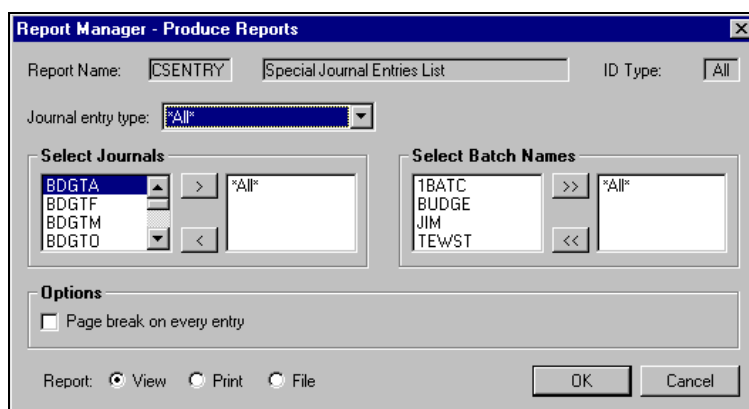 Report Manager - Produce Reports
Report Name: CSENTRY Special Journal Entries List ID Type: All
Journal entry type: *All*
Select Journals
BDGTA
BDGTF
BDGTM
BDGTO
>
<
*All*
Select Batch Names
1BATC
BUDGE
JIM
TEWST
>>
<<
*All*
Options
Page break on every entry
Report: View Print File OK Cancel